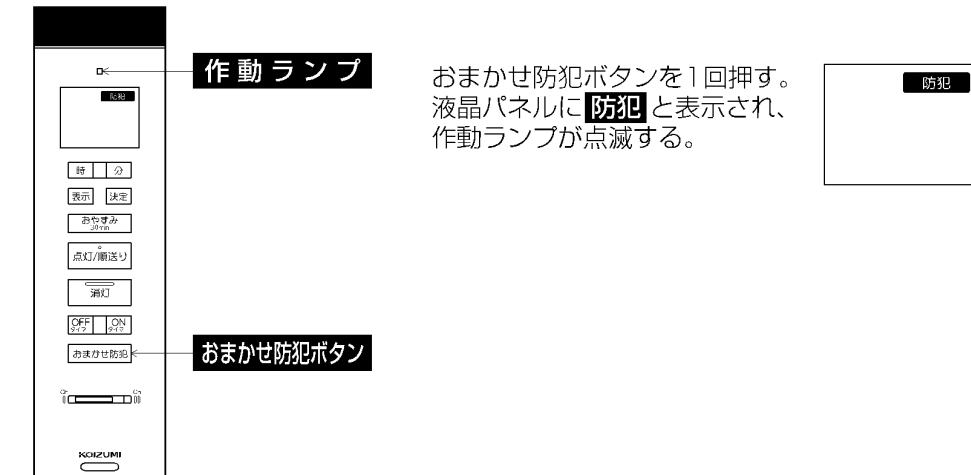 作動ランプ
おまかせ防犯ボタンを1回押す。
液晶パネルに 防犯 と表示され、
作動ランプが点滅する。
防犯
防犯
時 分
表示 決定
おやすみ
30min
点灯/順送り
消灯
OFF ON
タイマ タイマ
おまかせ防犯
おまかせ防犯ボタン
KOIZUMI